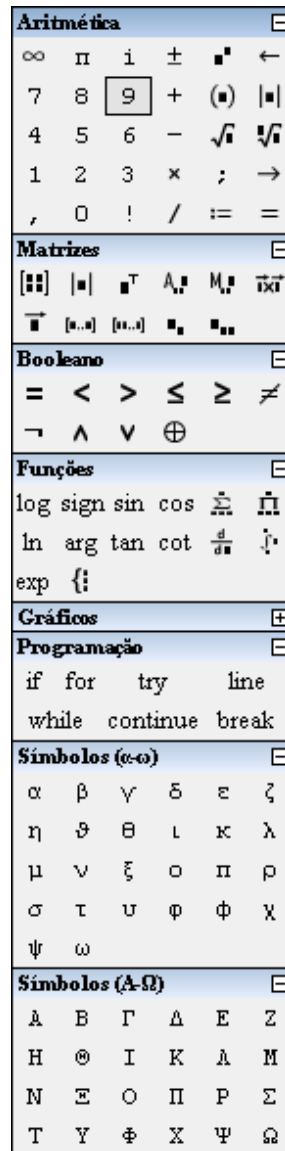 Aritmética
∞ π i ± ▪▪ ←
7 8 9 + (▪) |▪|
4 5 6 − √▪ ▪√▪
1 2 3 × ; →
, 0 ! / := =
Matrizes
[▪▪] |▪| ▪ᵀ A▪▪ M▪▪ ixi
▪ [▪..▪] [▪▪..▪] ▪▪ ▪▪▪
Booleano
= < > ≤ ≥ ≠
¬ ∧ ∨ ⊕
Funções
log sign sin cos Σ Π
ln arg tan cot d/d▪ ∫▪
exp {⁞
Gráficos
Programação
if for try line
while continue break
Símbolos (α-ω)
α β γ δ ε ζ
η ϑ θ ι κ λ
μ ν ξ ο π ρ
σ τ υ φ ϕ χ
ψ ω
Símbolos (Α-Ω)
Α Β Γ Δ Ε Ζ
Η Θ Ι Κ Λ Μ
Ν Ξ Ο Π Ρ Σ
Τ Υ Φ Χ Ψ Ω